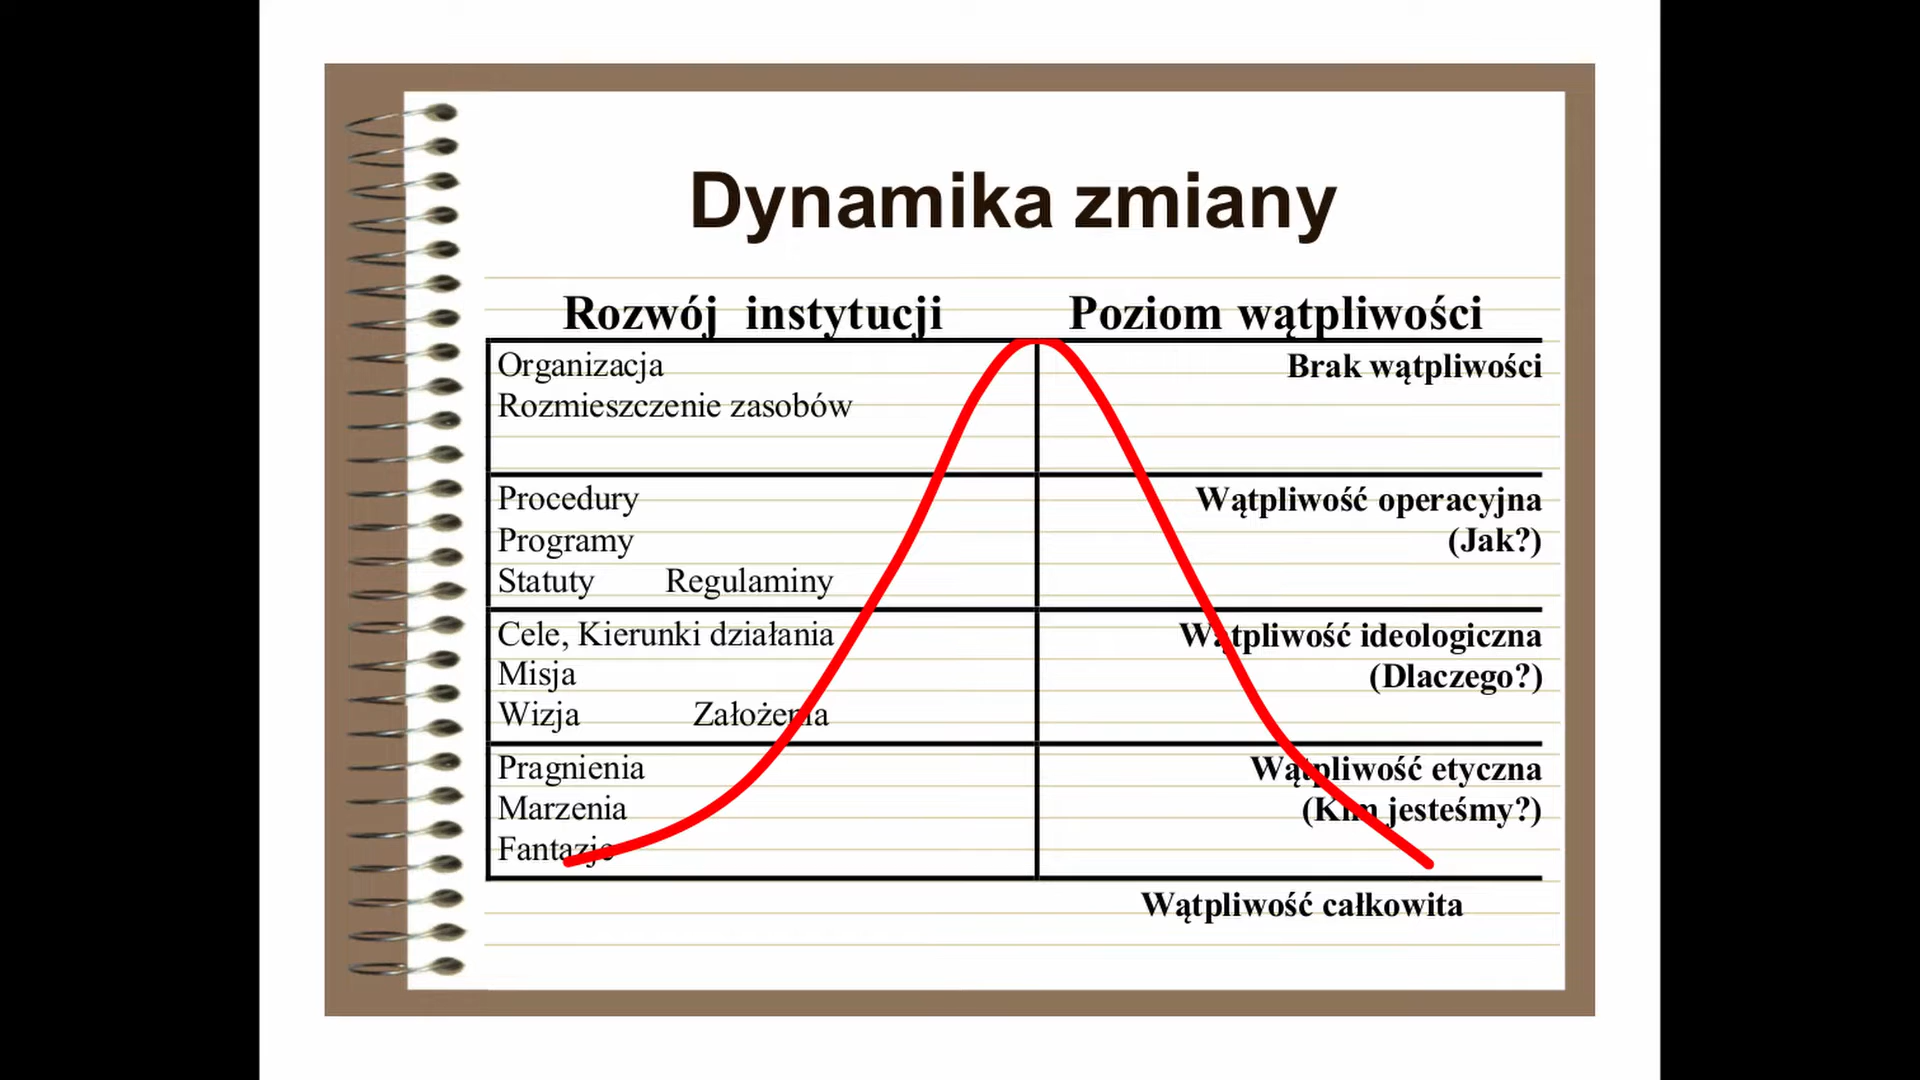 Dynamika zmiany
Rozwój instytucji
Poziom wątpliwości
Organizacja
Rozmieszczenie zasobów
Brak wątpliwości
Procedury
Programy
Statuty Regulaminy
Wątpliwość operacyjna
(Jak?)
Cele, Kierunki działania
Misja
Wizja Założenia
Wątpliwość ideologiczna
(Dlaczego?)
Pragnienia
Marzenia
Fantazje
Wątpliwość etyczna
(Kim jesteśmy?)
Wątpliwość całkowita